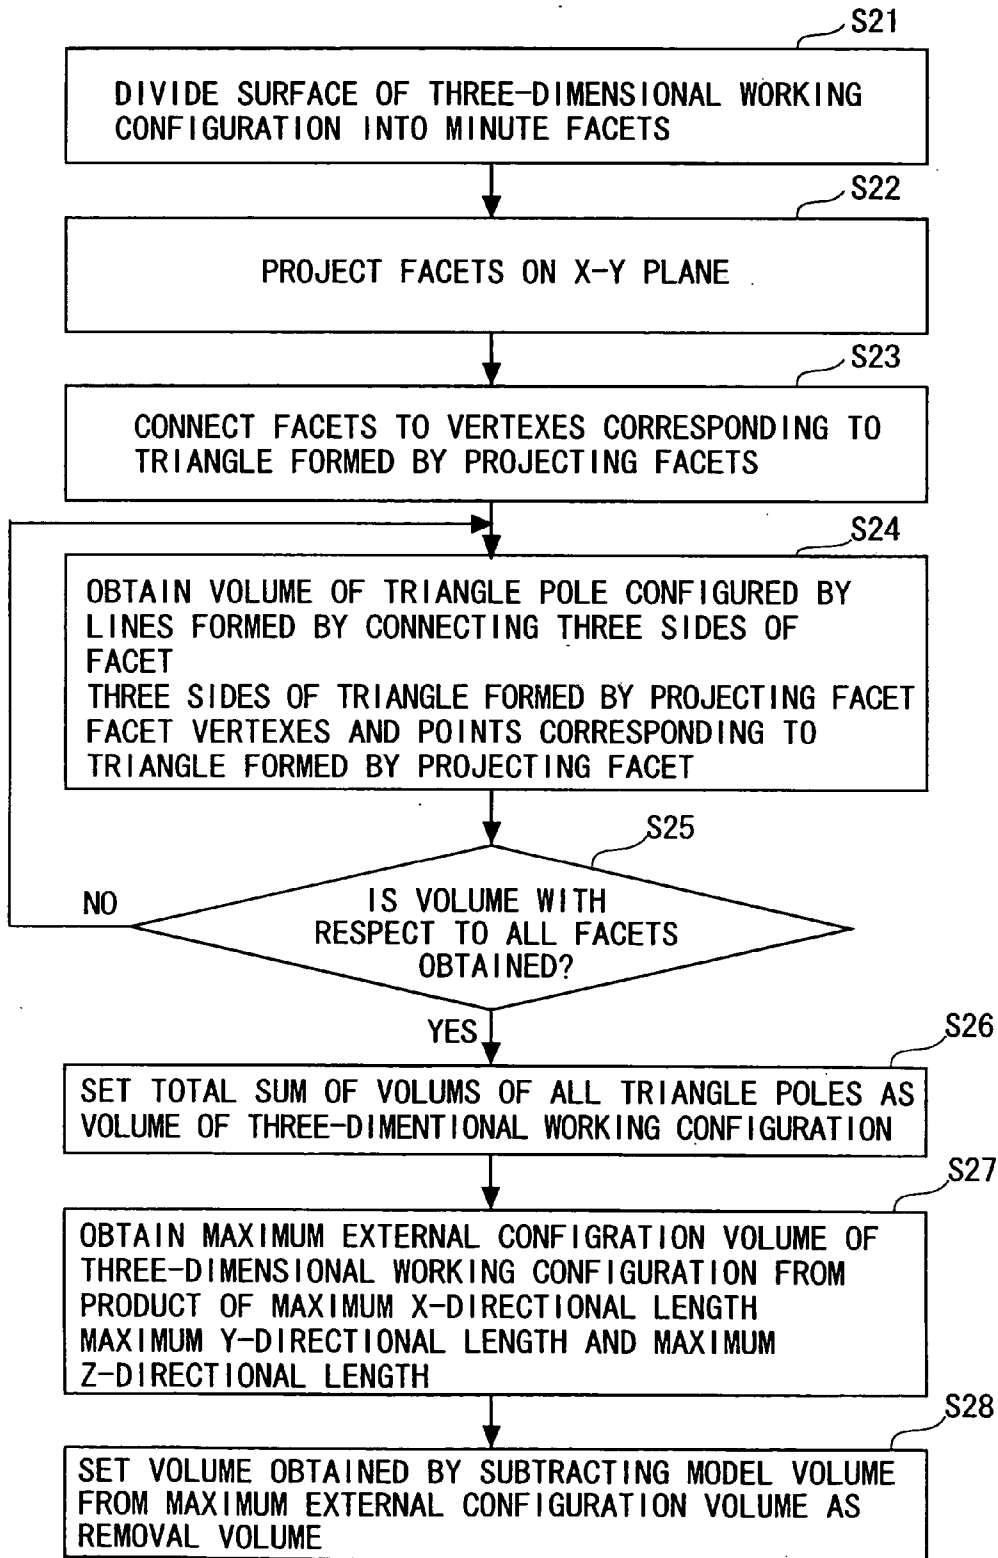 S21
DIVIDE SURFACE OF THREE-DIMENSIONAL WORKING
CONFIGURATION INTO MINUTE FACETS
S22
PROJECT FACETS ON X-Y PLANE
S23
CONNECT FACETS TO VERTEXES CORRESPONDING TO
TRIANGLE FORMED BY PROJECTING FACETS
S24
OBTAIN VOLUME OF TRIANGLE POLE CONFIGURED BY
LINES FORMED BY CONNECTING THREE SIDES OF
FACET
THREE SIDES OF TRIANGLE FORMED BY PROJECTING FACET
FACET VERTEXES AND POINTS CORRESPONDING TO
TRIANGLE FORMED BY PROJECTING FACET
S25
NO
IS VOLUME WITH
RESPECT TO ALL FACETS
OBTAINED?
YES
S26
SET TOTAL SUM OF VOLUMS OF ALL TRIANGLE POLES AS
VOLUME OF THREE-DIMENTIONAL WORKING CONFIGURATION
S27
OBTAIN MAXIMUM EXTERNAL CONFIGRATION VOLUME OF
THREE-DIMENSIONAL WORKING CONFIGURATION FROM
PRODUCT OF MAXIMUM X-DIRECTIONAL LENGTH
MAXIMUM Y-DIRECTIONAL LENGTH AND MAXIMUM
Z-DIRECTIONAL LENGTH
S28
SET VOLUME OBTAINED BY SUBTRACTING MODEL VOLUME
FROM MAXIMUM EXTERNAL CONFIGURATION VOLUME AS
REMOVAL VOLUME